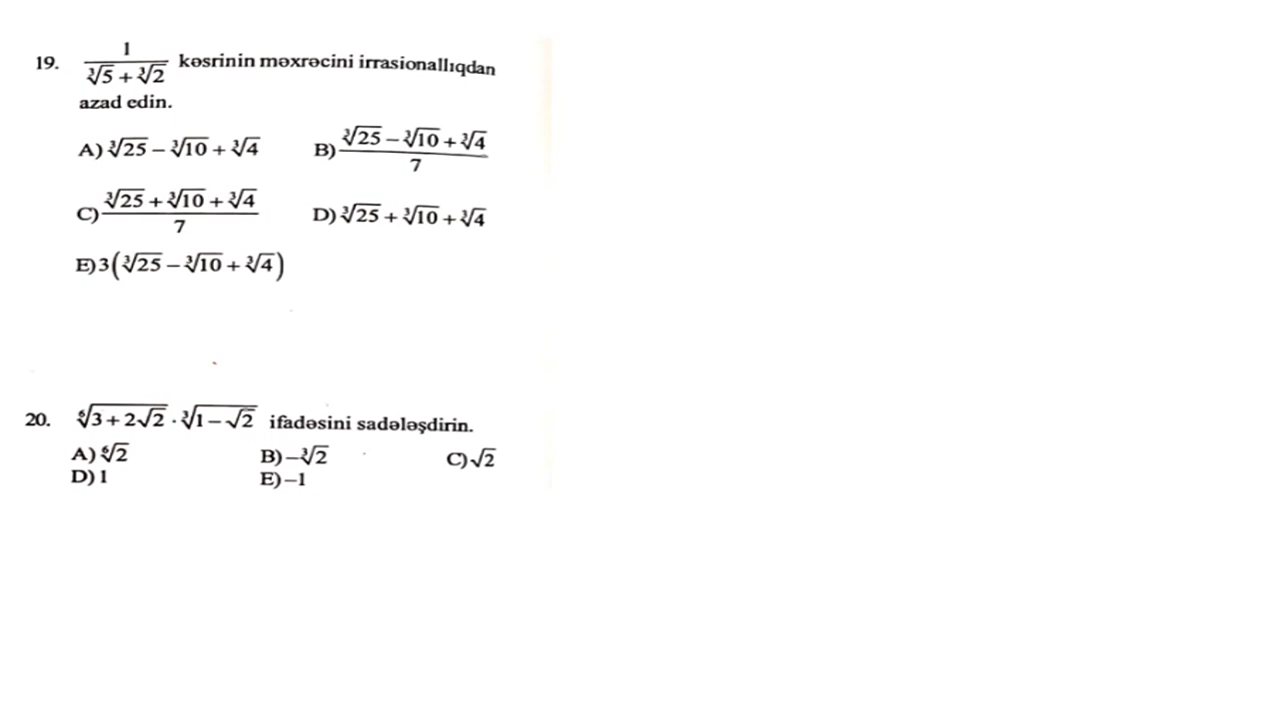 19. 1/(∛5 + ∛2) kəsrinin məxrəcini irrasionallıqdan
azad edin.
A) ∛25 − ∛10 + ∛4 B) (∛25 − ∛10 + ∛4)/7
C) (∛25 + ∛10 + ∛4)/7 D) ∛25 + ∛10 + ∛4
E) 3(∛25 − ∛10 + ∛4)
20. ⁶√(3 + 2√2) · ∛(1 − √2) ifadəsini sadələşdirin.
A) ⁶√2 B) −∛2 C) √2
D) 1 E) −1